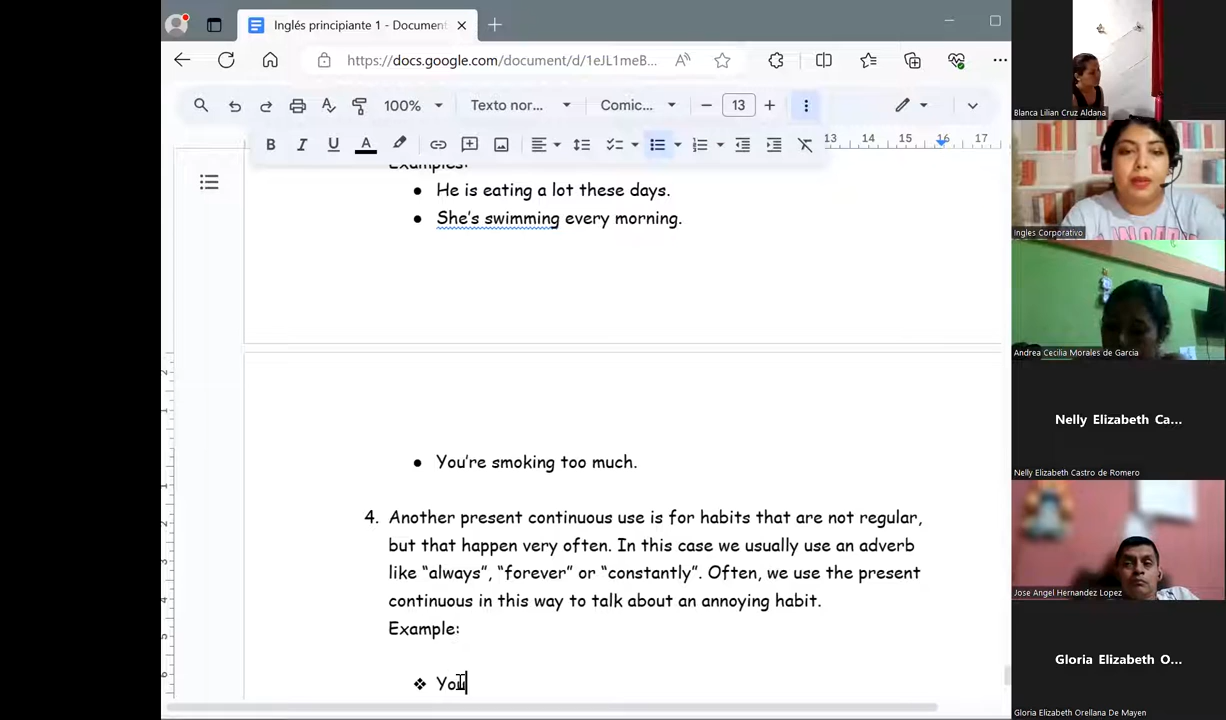 Inglés principiante 1 - Document
https://docs.google.com/document/d/1eJL1meB...
100%
Texto nor...
Comic...
13
13 14 15 16 17
Examples:
● He is eating a lot these days.
● She's swimming every morning.
● You're smoking too much.
4. Another present continuous use is for habits that are not regular,
but that happen very often. In this case we usually use an adverb
like “always”, “forever” or “constantly”. Often, we use the present
continuous in this way to talk about an annoying habit.
Example:
❖ You
Blanca Lilian Cruz Aldana
Ingles Corporativo
Andrea Cecilia Morales de Garcia
Nelly Elizabeth Ca...
Nelly Elizabeth Castro de Romero
Jose Angel Hernandez Lopez
Gloria Elizabeth O...
Gloria Elizabeth Orellana De Mayen